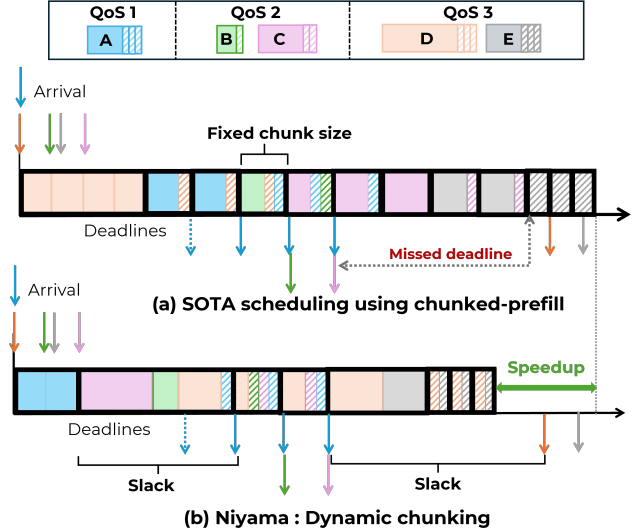 QoS 1 QoS 2 QoS 3
A B C D E
Arrival
Fixed chunk size
Deadlines
Missed deadline
(a) SOTA scheduling using chunked-prefill
Arrival
Speedup
Deadlines
Slack Slack
(b) Niyama : Dynamic chunking